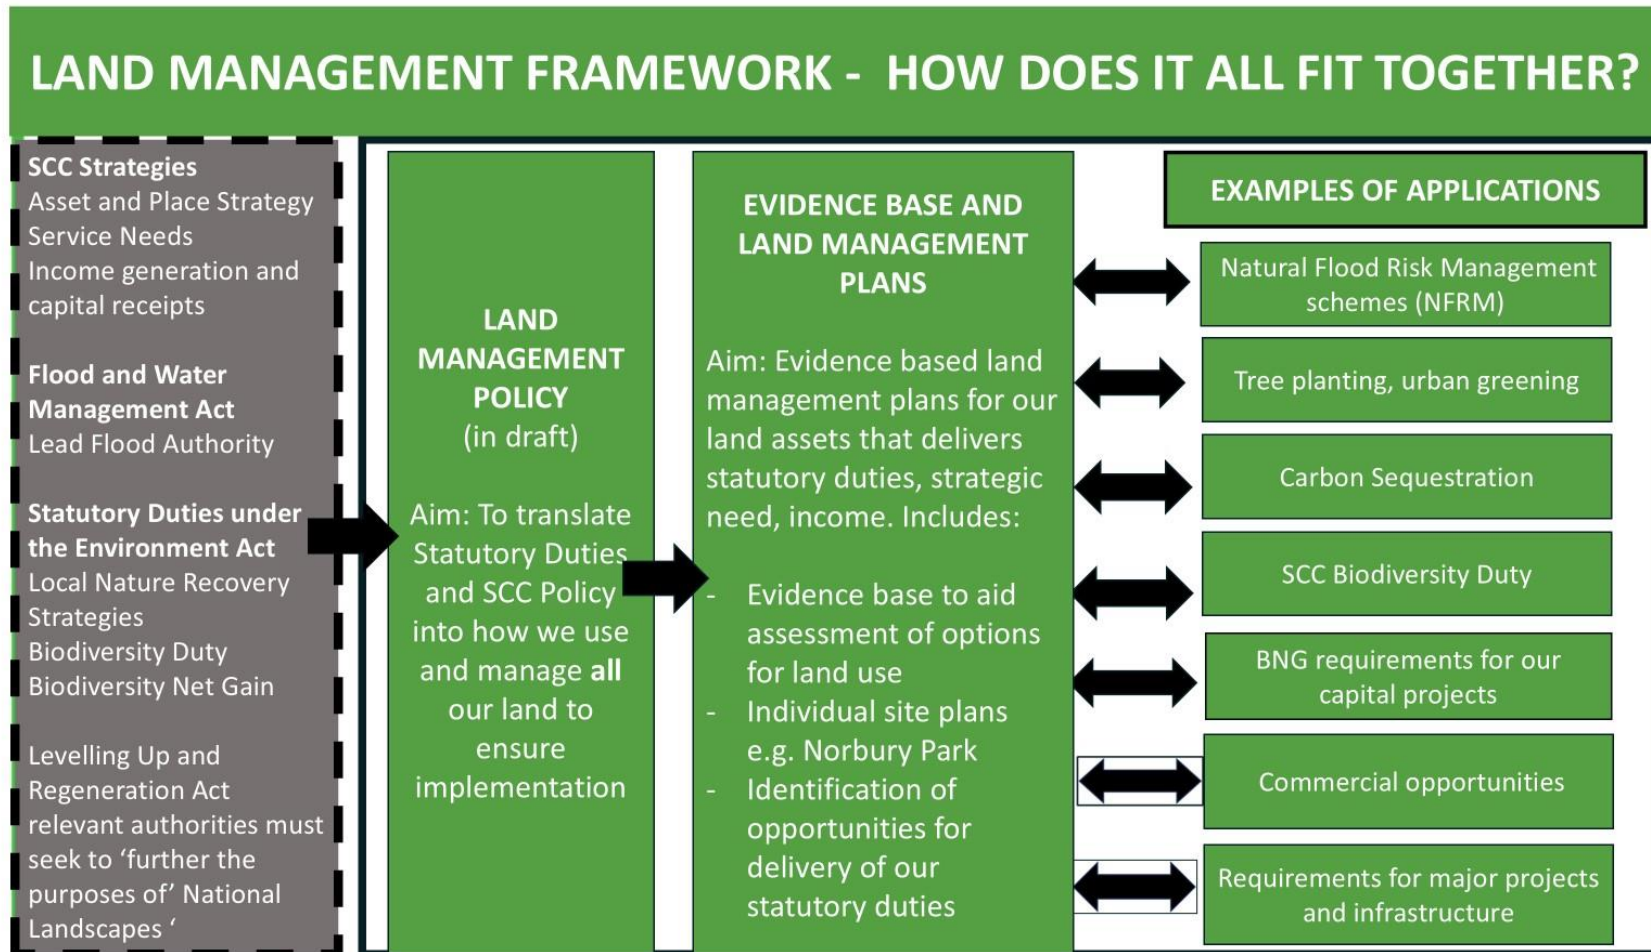 LAND MANAGEMENT FRAMEWORK - HOW DOES IT ALL FIT TOGETHER?
SCC Strategies
Asset and Place Strategy
Service Needs
Income generation and
capital receipts
Flood and Water
Management Act
Lead Flood Authority
Statutory Duties under
the Environment Act
Local Nature Recovery
Strategies
Biodiversity Duty
Biodiversity Net Gain
Levelling Up and
Regeneration Act
relevant authorities must
seek to ‘further the
purposes of’ National
Landscapes ‘
LAND
MANAGEMENT
POLICY
(in draft)
Aim: To translate
Statutory Duties
and SCC Policy
into how we use
and manage all
our land to
ensure
implementation
EVIDENCE BASE AND
LAND MANAGEMENT
PLANS
Aim: Evidence based land
management plans for our
land assets that delivers
statutory duties, strategic
need, income. Includes:
- Evidence base to aid
assessment of options
for land use
- Individual site plans
e.g. Norbury Park
- Identification of
opportunities for
delivery of our
statutory duties
EXAMPLES OF APPLICATIONS
Natural Flood Risk Management
schemes (NFRM)
Tree planting, urban greening
Carbon Sequestration
SCC Biodiversity Duty
BNG requirements for our
capital projects
Commercial opportunities
Requirements for major projects
and infrastructure